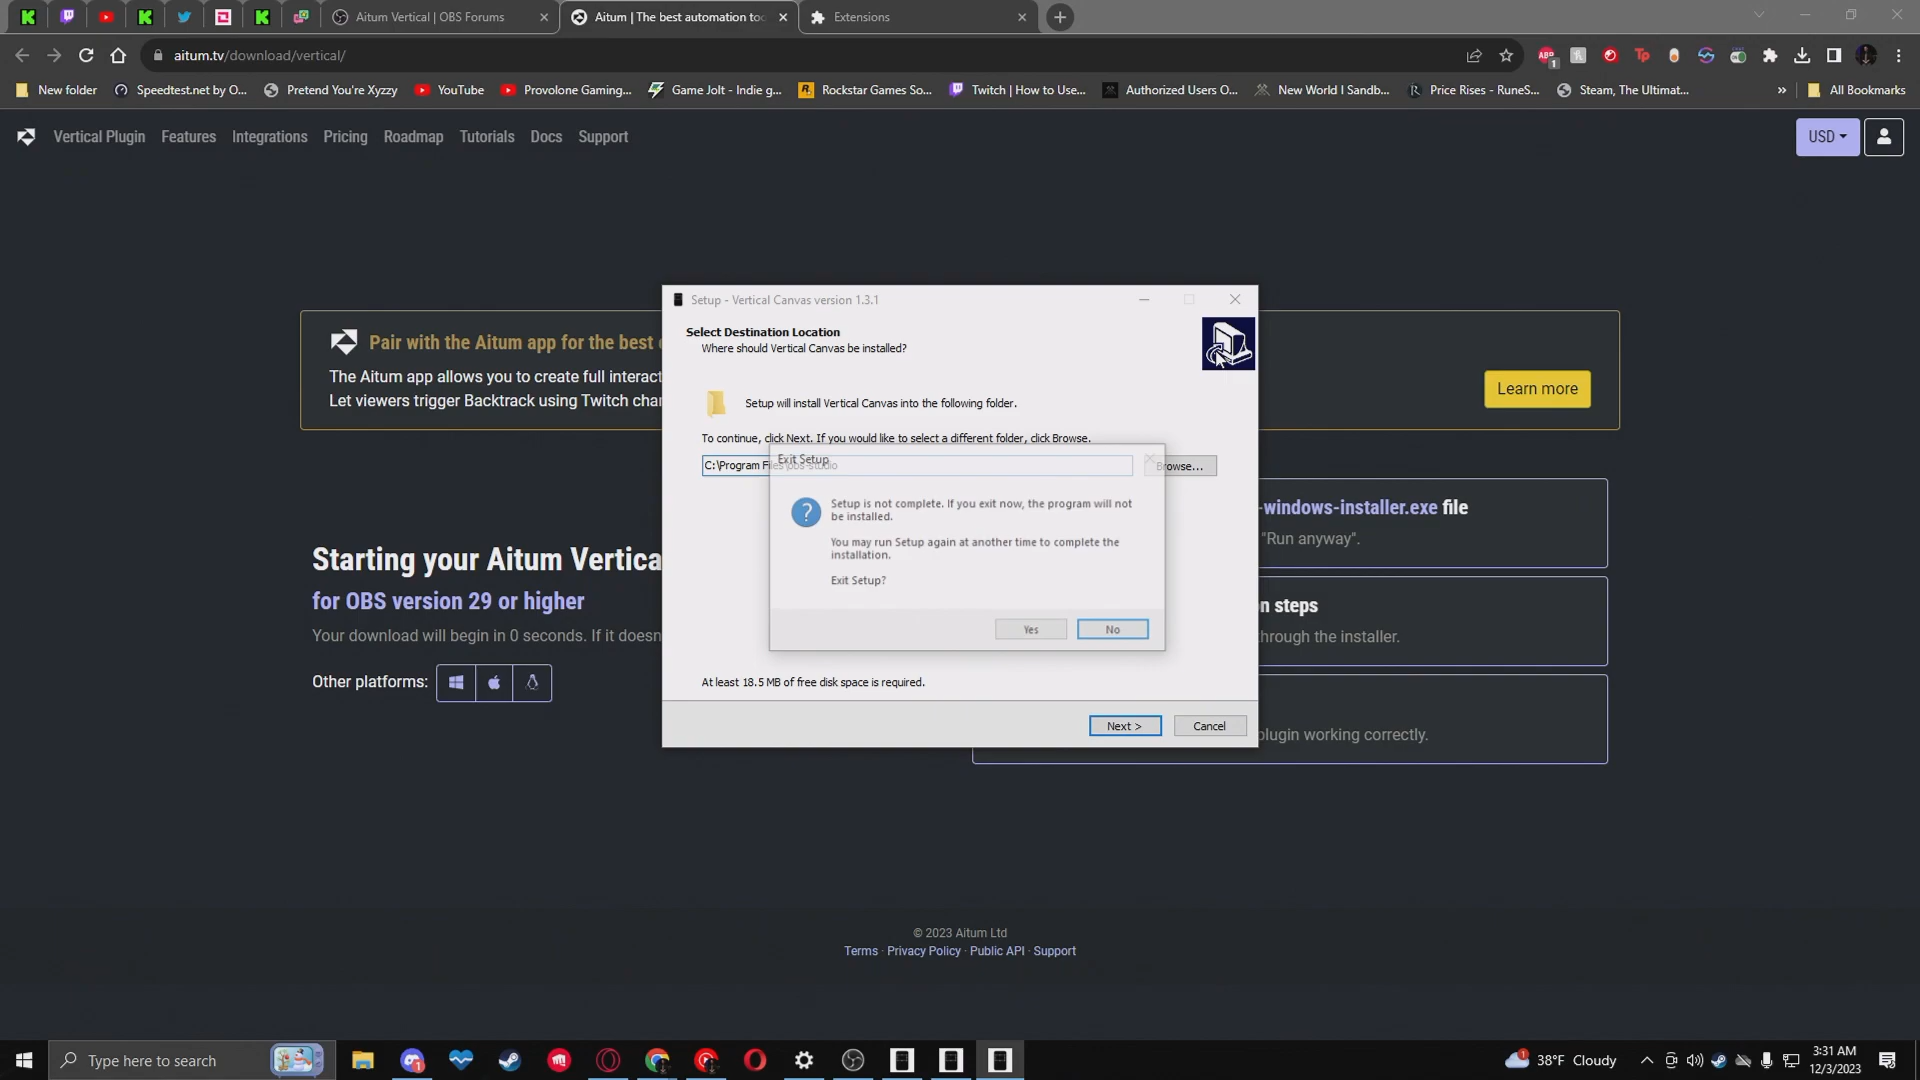 Aitum Vertical | OBS Forums
Aitum | The best automation too
Extensions
aitum.tv/download/vertical/
ABP
1
Tp
New folder
Speedtest.net by O...
Pretend You're Xyzzy
YouTube
Provolone Gaming...
Game Jolt - Indie g...
Rockstar Games So...
Twitch | How to Use...
Authorized Users O...
New World I Sandb...
Price Rises - RuneS...
Steam, The Ultimat...
»
All Bookmarks
Vertical Plugin
Features
Integrations
Pricing
Roadmap
Tutorials
Docs
Support
USD
Setup - Vertical Canvas version 1.3.1
Select Destination Location
Where should Vertical Canvas be installed?
Pair with the Aitum app for the best
The Aitum app allows you to create full interact
Let viewers trigger Backtrack using Twitch cha
Learn more
Setup will install Vertical Canvas into the following folder.
To continue, click Next. If you would like to select a different folder, click Browse.
C:\Program Files\obs-studio
Browse...
Exit Setup
Setup is not complete. If you exit now, the program will not
be installed.
You may run Setup again at another time to complete the
installation.
Exit Setup?
Yes
No
-windows-installer.exe file
"Run anyway".
Starting your Aitum Vertica
for OBS version 29 or higher
Your download will begin in 0 seconds. If it doesn
Other platforms:
n steps
through the installer.
At least 18.5 MB of free disk space is required.
Next >
Cancel
plugin working correctly.
© 2023 Aitum Ltd
Terms · Privacy Policy · Public API · Support
Type here to search
1
1
38°F Cloudy
3:31 AM
12/3/2023